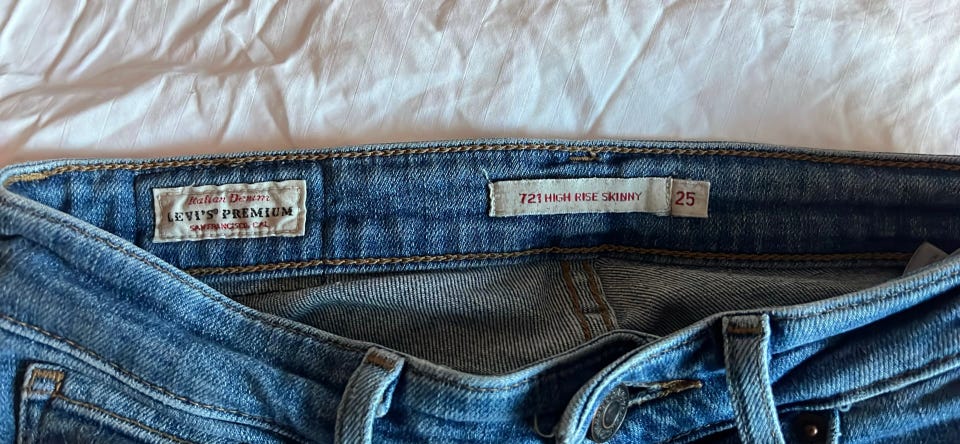 Italian Denim
LEVI'S® PREMIUM
SAN FRANCISCO, CAL.
721 HIGH RISE SKINNY
25